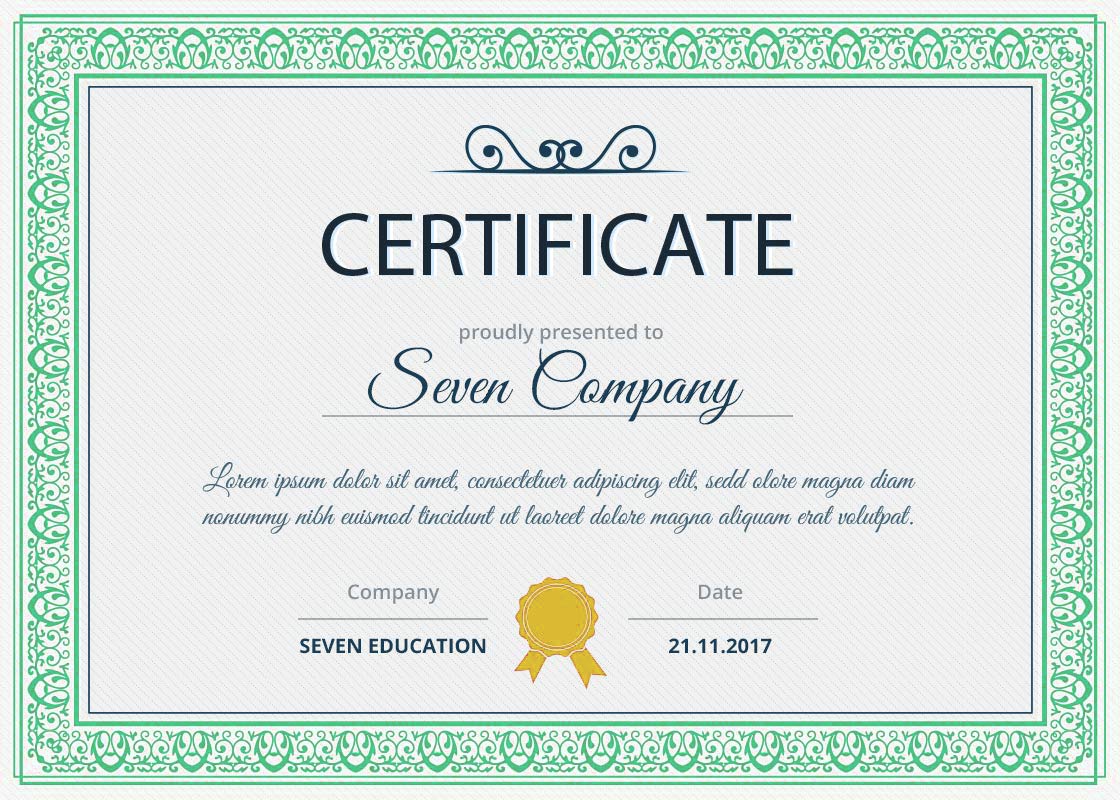 CERTIFICATE
proudly presented to
Seven Company
Lorem ipsum dolor sit amet, consectetuer adipiscing elit, sedd olore magna diam
nonummy nibh euismod tincidunt ut laoreet dolore magna aliquam erat volutpat.
Company
Date
SEVEN EDUCATION
21.11.2017